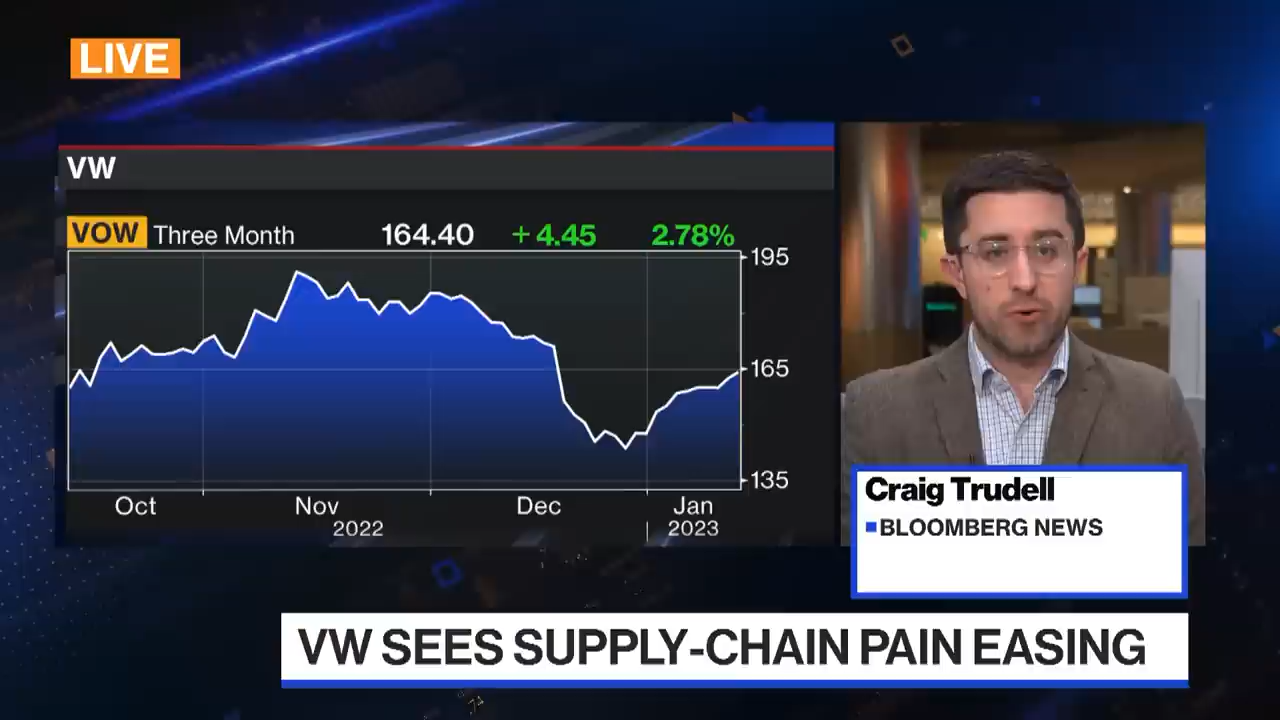 LIVE
VW
VOW Three Month 164.40 + 4.45 2.78%
195
165
135
Oct Nov Dec Jan
2022 2023
Craig Trudell
BLOOMBERG NEWS
VW SEES SUPPLY-CHAIN PAIN EASING